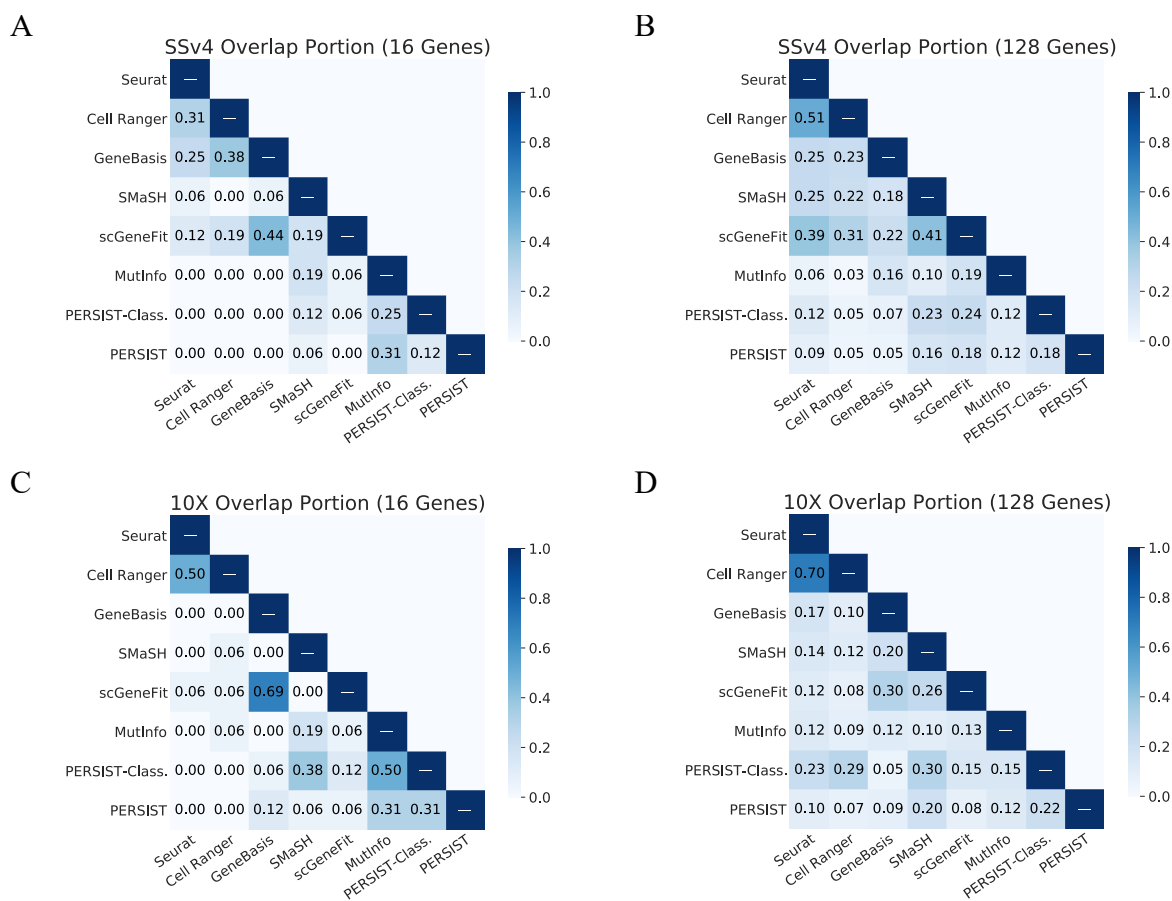 A
SSv4 Overlap Portion (16 Genes)
Seurat —
Cell Ranger 0.31 —
GeneBasis 0.25 0.38 —
SMaSH 0.06 0.00 0.06 —
scGeneFit 0.12 0.19 0.44 0.19 —
MutInfo 0.00 0.00 0.00 0.19 0.06 —
PERSIST-Class. 0.00 0.00 0.00 0.12 0.06 0.25 —
PERSIST 0.00 0.00 0.00 0.06 0.00 0.31 0.12 —
Seurat Cell Ranger GeneBasis SMaSH scGeneFit MutInfo PERSIST-Class. PERSIST
1.0
0.8
0.6
0.4
0.2
0.0
B
SSv4 Overlap Portion (128 Genes)
Seurat —
Cell Ranger 0.51 —
GeneBasis 0.25 0.23 —
SMaSH 0.25 0.22 0.18 —
scGeneFit 0.39 0.31 0.22 0.41 —
MutInfo 0.06 0.03 0.16 0.10 0.19 —
PERSIST-Class. 0.12 0.05 0.07 0.23 0.24 0.12 —
PERSIST 0.09 0.05 0.05 0.16 0.18 0.12 0.18 —
Seurat Cell Ranger GeneBasis SMaSH scGeneFit MutInfo PERSIST-Class. PERSIST
1.0
0.8
0.6
0.4
0.2
0.0
C
10X Overlap Portion (16 Genes)
Seurat —
Cell Ranger 0.50 —
GeneBasis 0.00 0.00 —
SMaSH 0.00 0.06 0.00 —
scGeneFit 0.06 0.06 0.69 0.00 —
MutInfo 0.00 0.06 0.00 0.19 0.06 —
PERSIST-Class. 0.00 0.00 0.06 0.38 0.12 0.50 —
PERSIST 0.00 0.00 0.12 0.06 0.06 0.31 0.31 —
Seurat Cell Ranger GeneBasis SMaSH scGeneFit MutInfo PERSIST-Class. PERSIST
1.0
0.8
0.6
0.4
0.2
0.0
D
10X Overlap Portion (128 Genes)
Seurat —
Cell Ranger 0.70 —
GeneBasis 0.17 0.10 —
SMaSH 0.14 0.12 0.20 —
scGeneFit 0.12 0.08 0.30 0.26 —
MutInfo 0.12 0.09 0.12 0.10 0.13 —
PERSIST-Class. 0.23 0.29 0.05 0.30 0.15 0.15 —
PERSIST 0.10 0.07 0.09 0.20 0.08 0.12 0.22 —
Seurat Cell Ranger GeneBasis SMaSH scGeneFit MutInfo PERSIST-Class. PERSIST
1.0
0.8
0.6
0.4
0.2
0.0